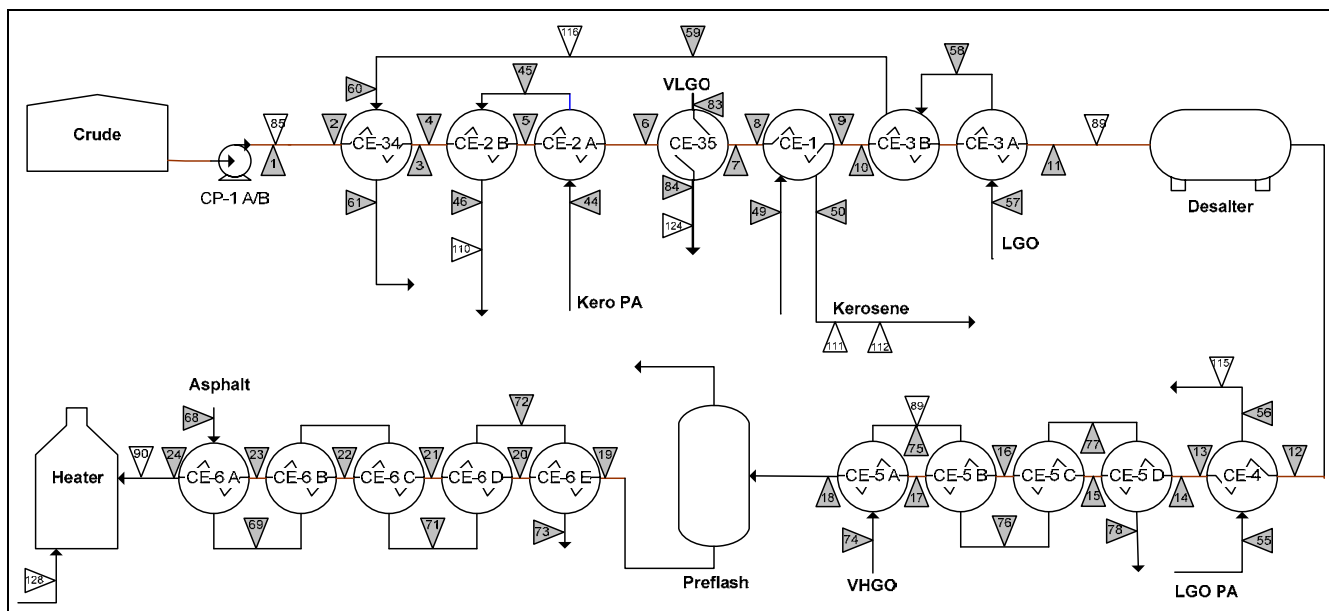 116
59
58
60
45
VLGO
83
85
2
4
5
6
8
9
89
Crude
CE-34
CE-2 B
CE-2 A
CE-35
CE-1
CE-3 B
CE-3 A
1
3
7
10
11
CP-1 A/B
Desalter
61
46
44
84
49
50
57
110
124
LGO
Kero PA
Kerosene
111
112
Asphalt
115
68
72
89
75
77
56
90
24
23
22
21
20
19
16
13
12
Heater
CE-6 A
CE-6 B
CE-6 C
CE-6 D
CE-6 E
CE-5 A
CE-5 B
CE-5 C
CE-5 D
CE-4
18
17
15
14
69
71
73
74
76
78
55
128
Preflash
VHGO
LGO PA